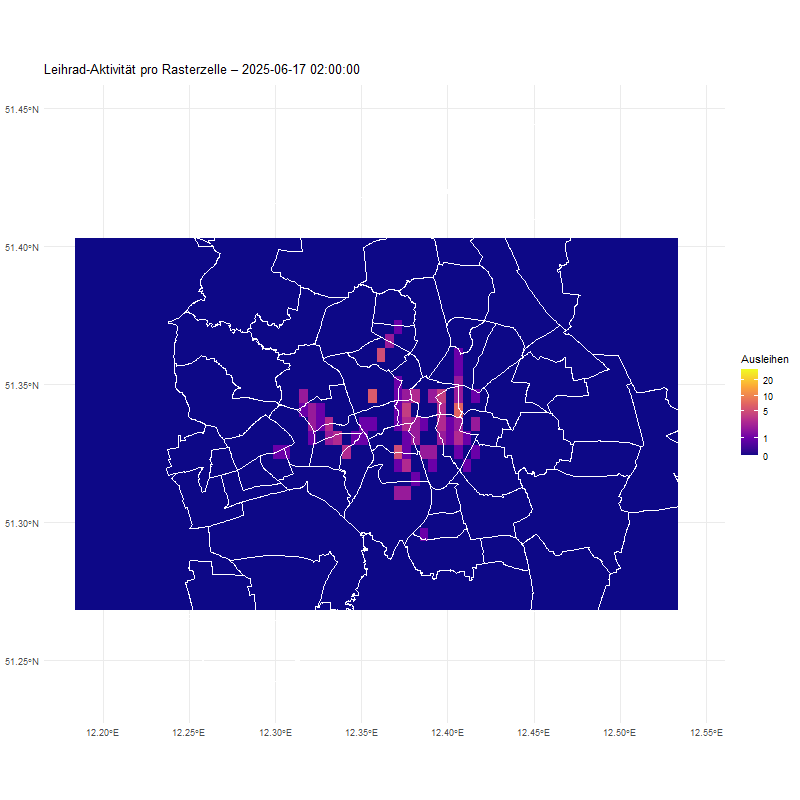 Leihrad-Aktivität pro Rasterzelle – 2025-06-17 02:00:00
51.45°N
51.40°N
51.35°N
51.30°N
51.25°N
12.20°E
12.25°E
12.30°E
12.35°E
12.40°E
12.45°E
12.50°E
12.55°E
Ausleihen
20
10
5
1
0